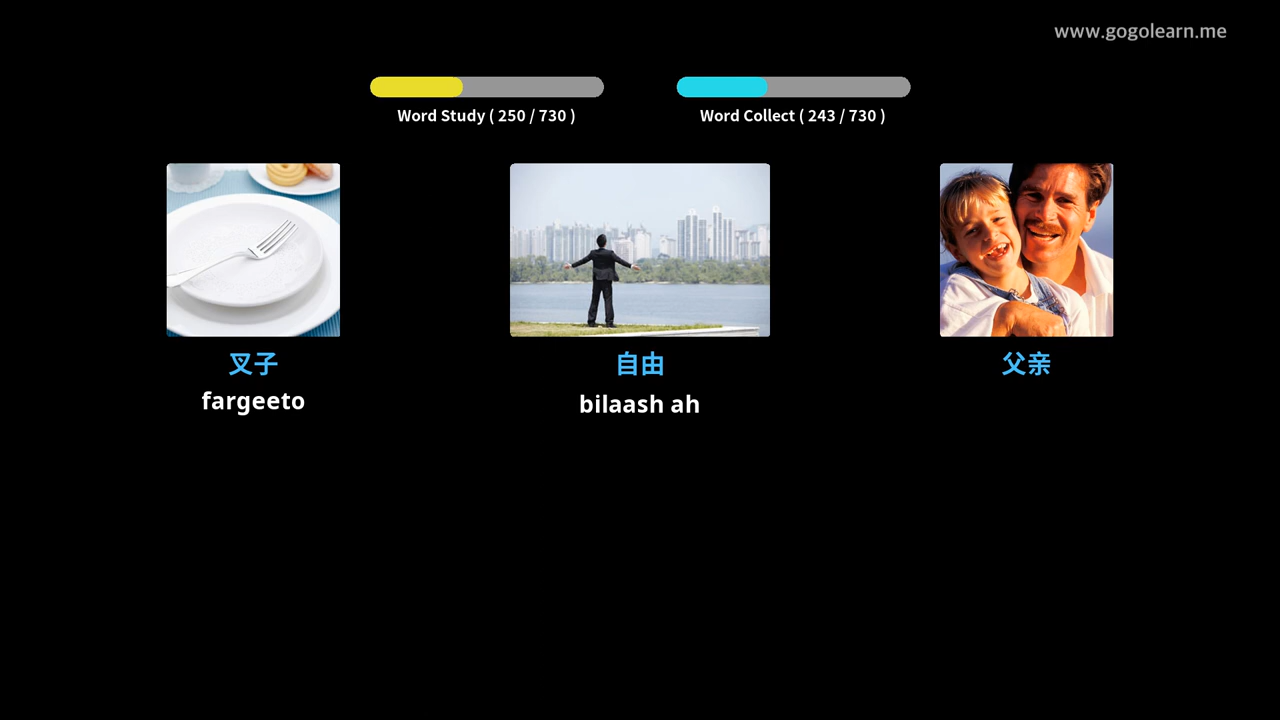 www.gogolearn.me
Word Study ( 250 / 730 )
Word Collect ( 243 / 730 )
叉子
自由
父亲
fargeeto
bilaash ah